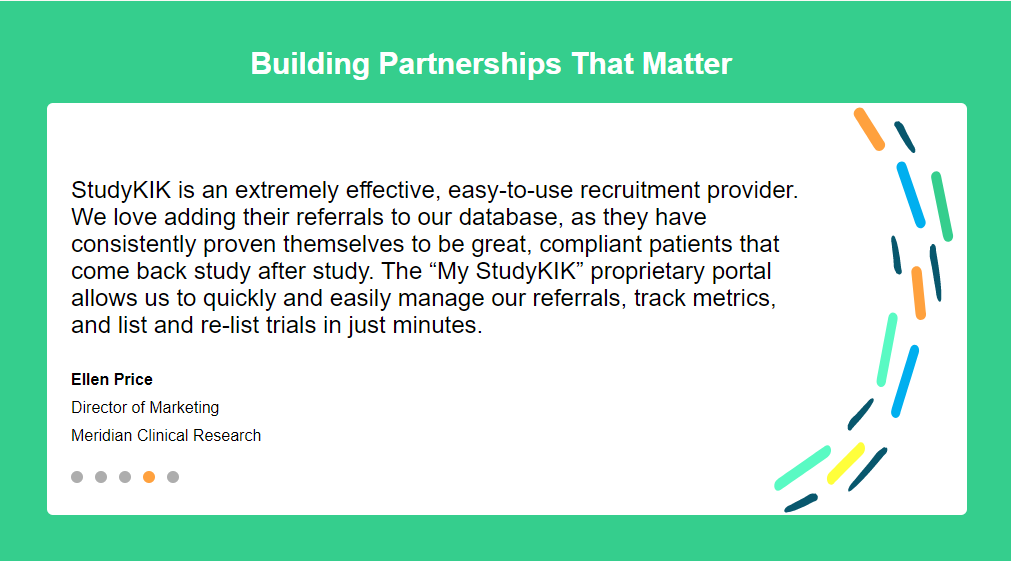 Building Partnerships That Matter
StudyKIK is an extremely effective, easy-to-use recruitment provider.
We love adding their referrals to our database, as they have
consistently proven themselves to be great, compliant patients that
come back study after study. The “My StudyKIK” proprietary portal
allows us to quickly and easily manage our referrals, track metrics,
and list and re-list trials in just minutes.
Ellen Price
Director of Marketing
Meridian Clinical Research